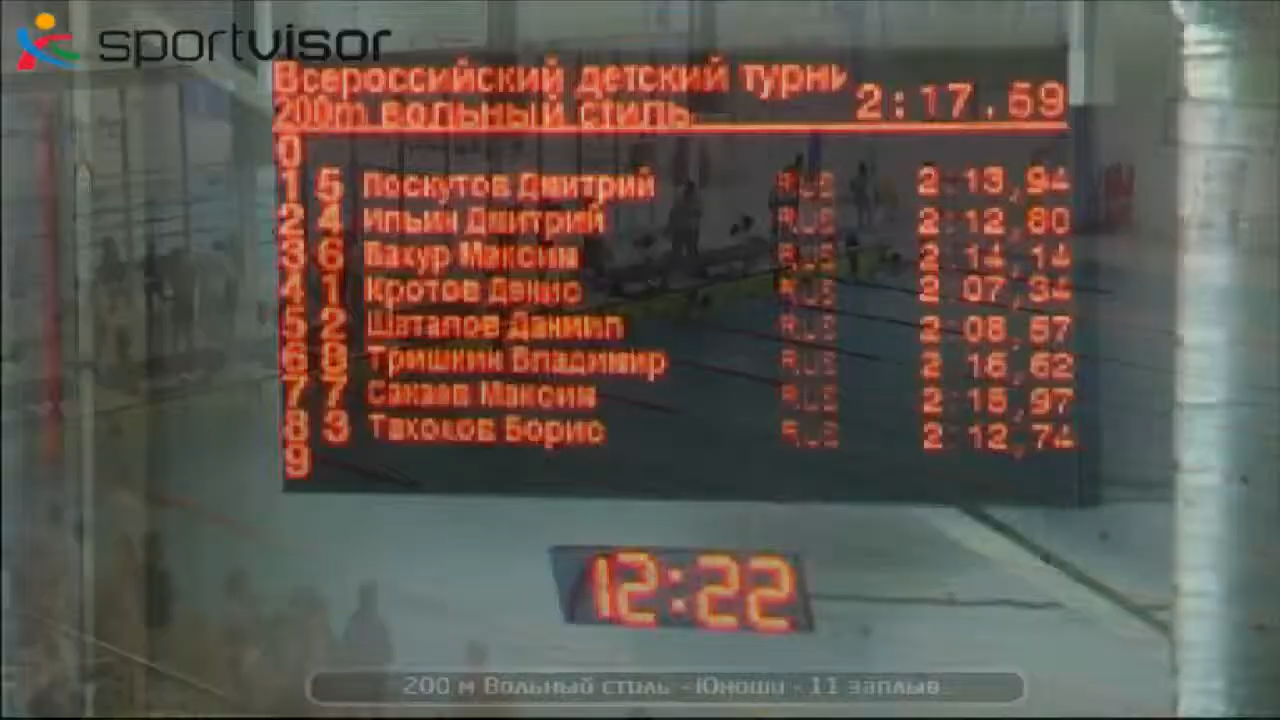 sportvisor
Всероссийский детский турни
200m вольный стиль 2:17.59
0
1 5 Лоскутов Дмитрий RUS 2:13,94
2 4 Ильин Дмитрий RUS 2:12,80
3 6 Вахур Максим RUS 2:14,14
4 1 Кротов Денис RUS 2:07,34
5 2 Шаталов Даниил RUS 2:08,57
6 8 Тришкин Владимир RUS 2:16,62
7 7 Сакаев Максим RUS 2:15,97
8 3 Борис RUS 2:12,74
9
12:22
200 м Вольный стиль - Юноши - 11 заплыв